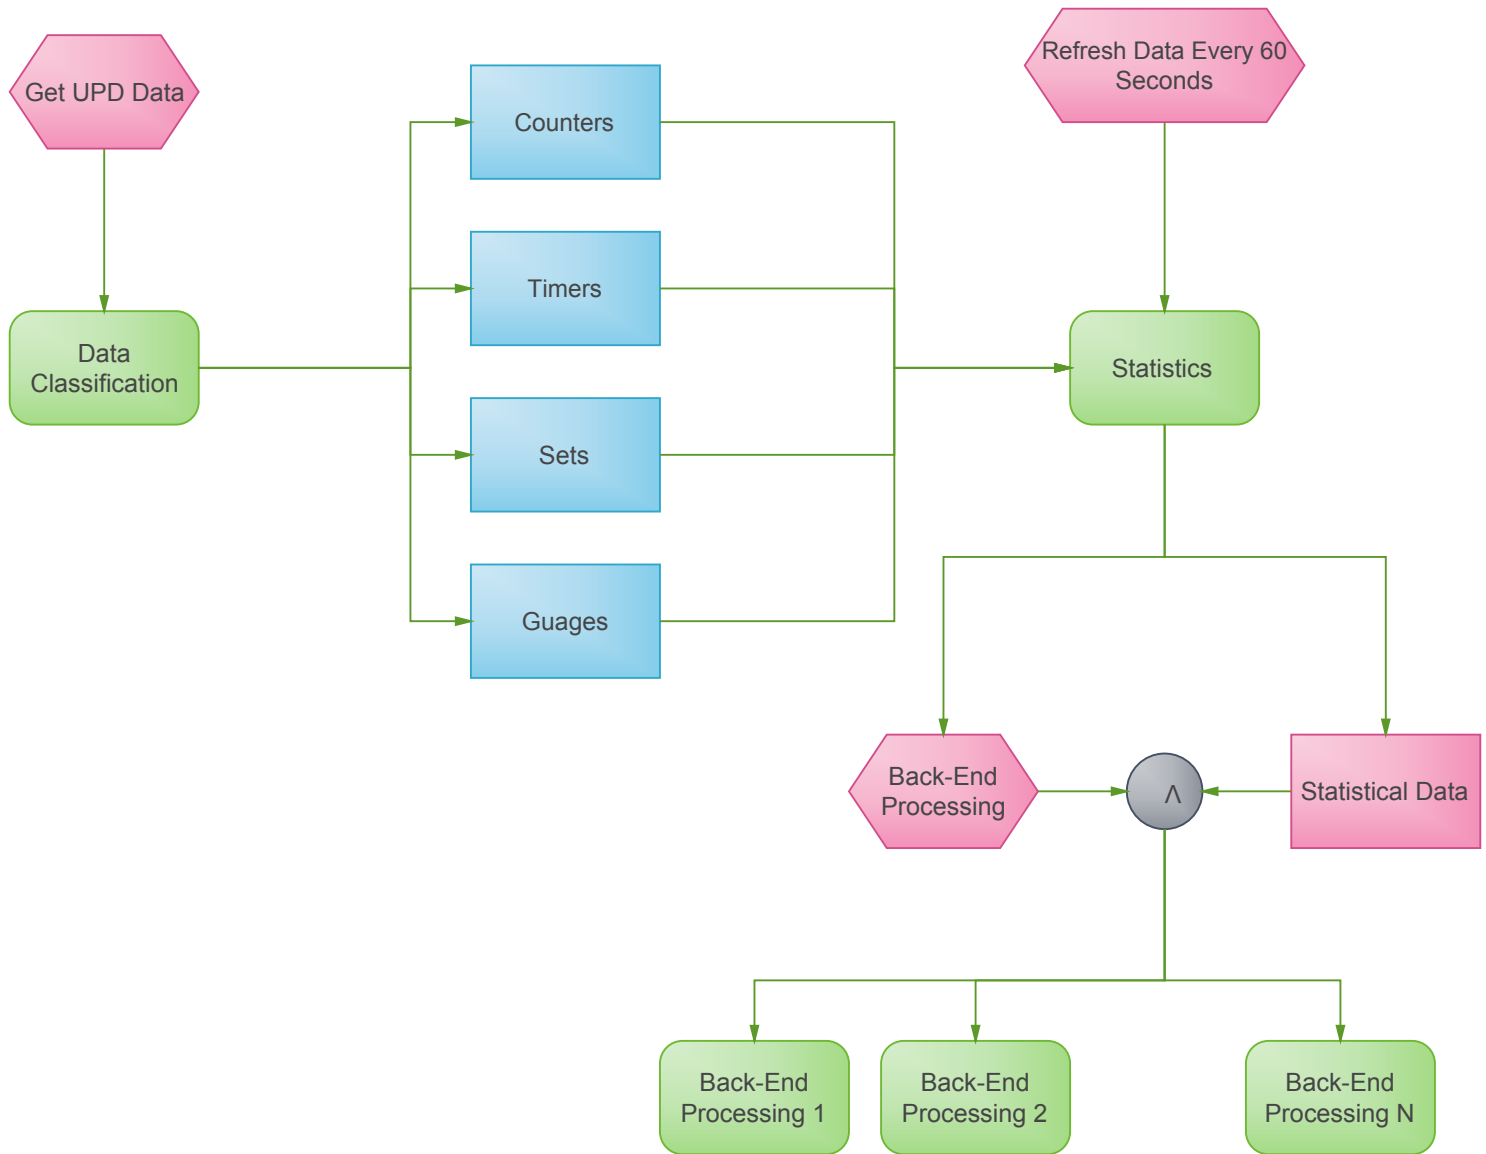 Get UPD Data
Refresh Data Every 60
Seconds
Counters
Timers
Data
Classification
Statistics
Sets
Guages
Back-End
Processing
Λ
Statistical Data
Back-End
Processing 1
Back-End
Processing 2
Back-End
Processing N